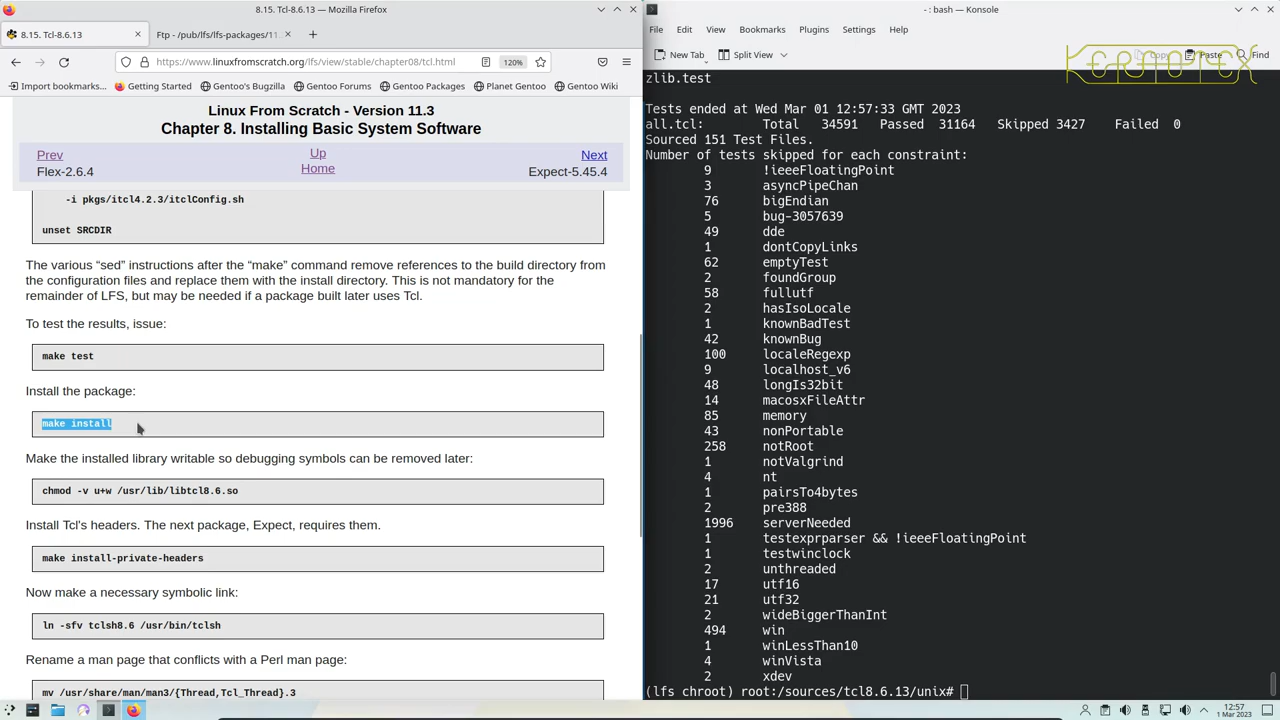 8.15. Tcl-8.6.13 — Mozilla Firefox
8.15. Tcl-8.6.13
Ftp - /pub/lfs/lfs-packages/11.
https://www.linuxfromscratch.org/lfs/view/stable/chapter08/tcl.html
120%
Import bookmarks...
Getting Started
Gentoo's Bugzilla
Gentoo Forums
Gentoo Packages
Planet Gentoo
Gentoo Wiki
Linux From Scratch - Version 11.3
Chapter 8. Installing Basic System Software
Prev
Up
Next
Flex-2.6.4
Home
Expect-5.45.4
-i pkgs/itcl4.2.3/itclConfig.sh
unset SRCDIR
The various “sed” instructions after the “make” command remove references to the build directory from
the configuration files and replace them with the install directory. This is not mandatory for the
remainder of LFS, but may be needed if a package built later uses Tcl.
To test the results, issue:
make test
Install the package:
make install
Make the installed library writable so debugging symbols can be removed later:
chmod -v u+w /usr/lib/libtcl8.6.so
Install Tcl's headers. The next package, Expect, requires them.
make install-private-headers
Now make a necessary symbolic link:
ln -sfv tclsh8.6 /usr/bin/tclsh
Rename a man page that conflicts with a Perl man page:
mv /usr/share/man/man3/{Thread,Tcl_Thread}.3
- : bash — Konsole
File Edit View Bookmarks Plugins Settings Help
New Tab
Split View
Copy
Paste
Find
KERNOTEX
zlib.test
Tests ended at Wed Mar 01 12:57:33 GMT 2023
all.tcl: Total 34591 Passed 31164 Skipped 3427 Failed 0
Sourced 151 Test Files.
Number of tests skipped for each constraint:
9 !ieeeFloatingPoint
3 asyncPipeChan
76 bigEndian
5 bug-3057639
49 dde
1 dontCopyLinks
62 emptyTest
2 foundGroup
58 fullutf
2 hasIsoLocale
1 knownBadTest
42 knownBug
100 localeRegexp
9 localhost_v6
48 longIs32bit
14 macosxFileAttr
85 memory
43 nonPortable
258 notRoot
1 notValgrind
4 nt
1 pairsTo4bytes
2 pre388
1996 serverNeeded
1 testexprparser && !ieeeFloatingPoint
1 testwinclock
2 unthreaded
17 utf16
21 utf32
2 wideBiggerThanInt
494 win
1 winLessThan10
4 winVista
2 xdev
(lfs chroot) root:/sources/tcl8.6.13/unix#
12:57
1 Mar 2023